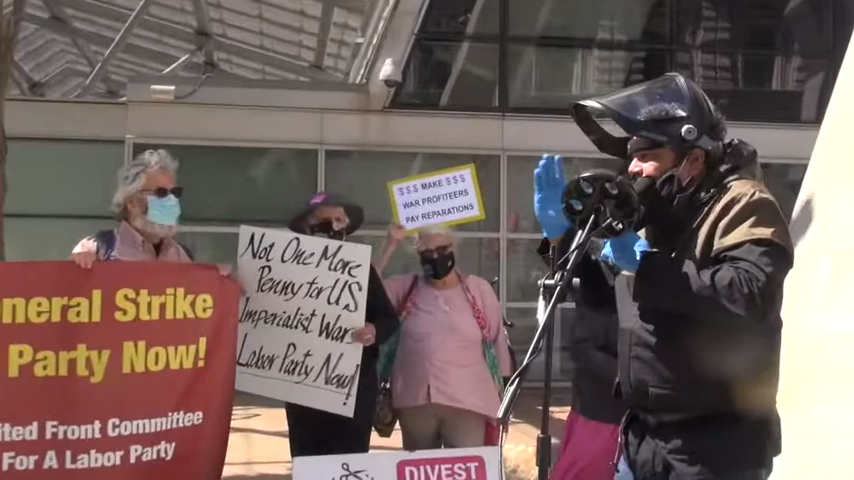 $$$ MAKE $$$
WAR PROFITEERS
PAY REPARATIONS
Not One More
Penny for US
Imperialist War
Labor Party Now!
eneral Strike
Party Now!
ited Front Committee
For A Labor Party
DIVEST